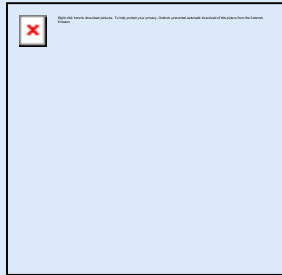 Right-click here to download pictures. To help protect your privacy, Outlook prevented automatic download of this picture from the Internet.